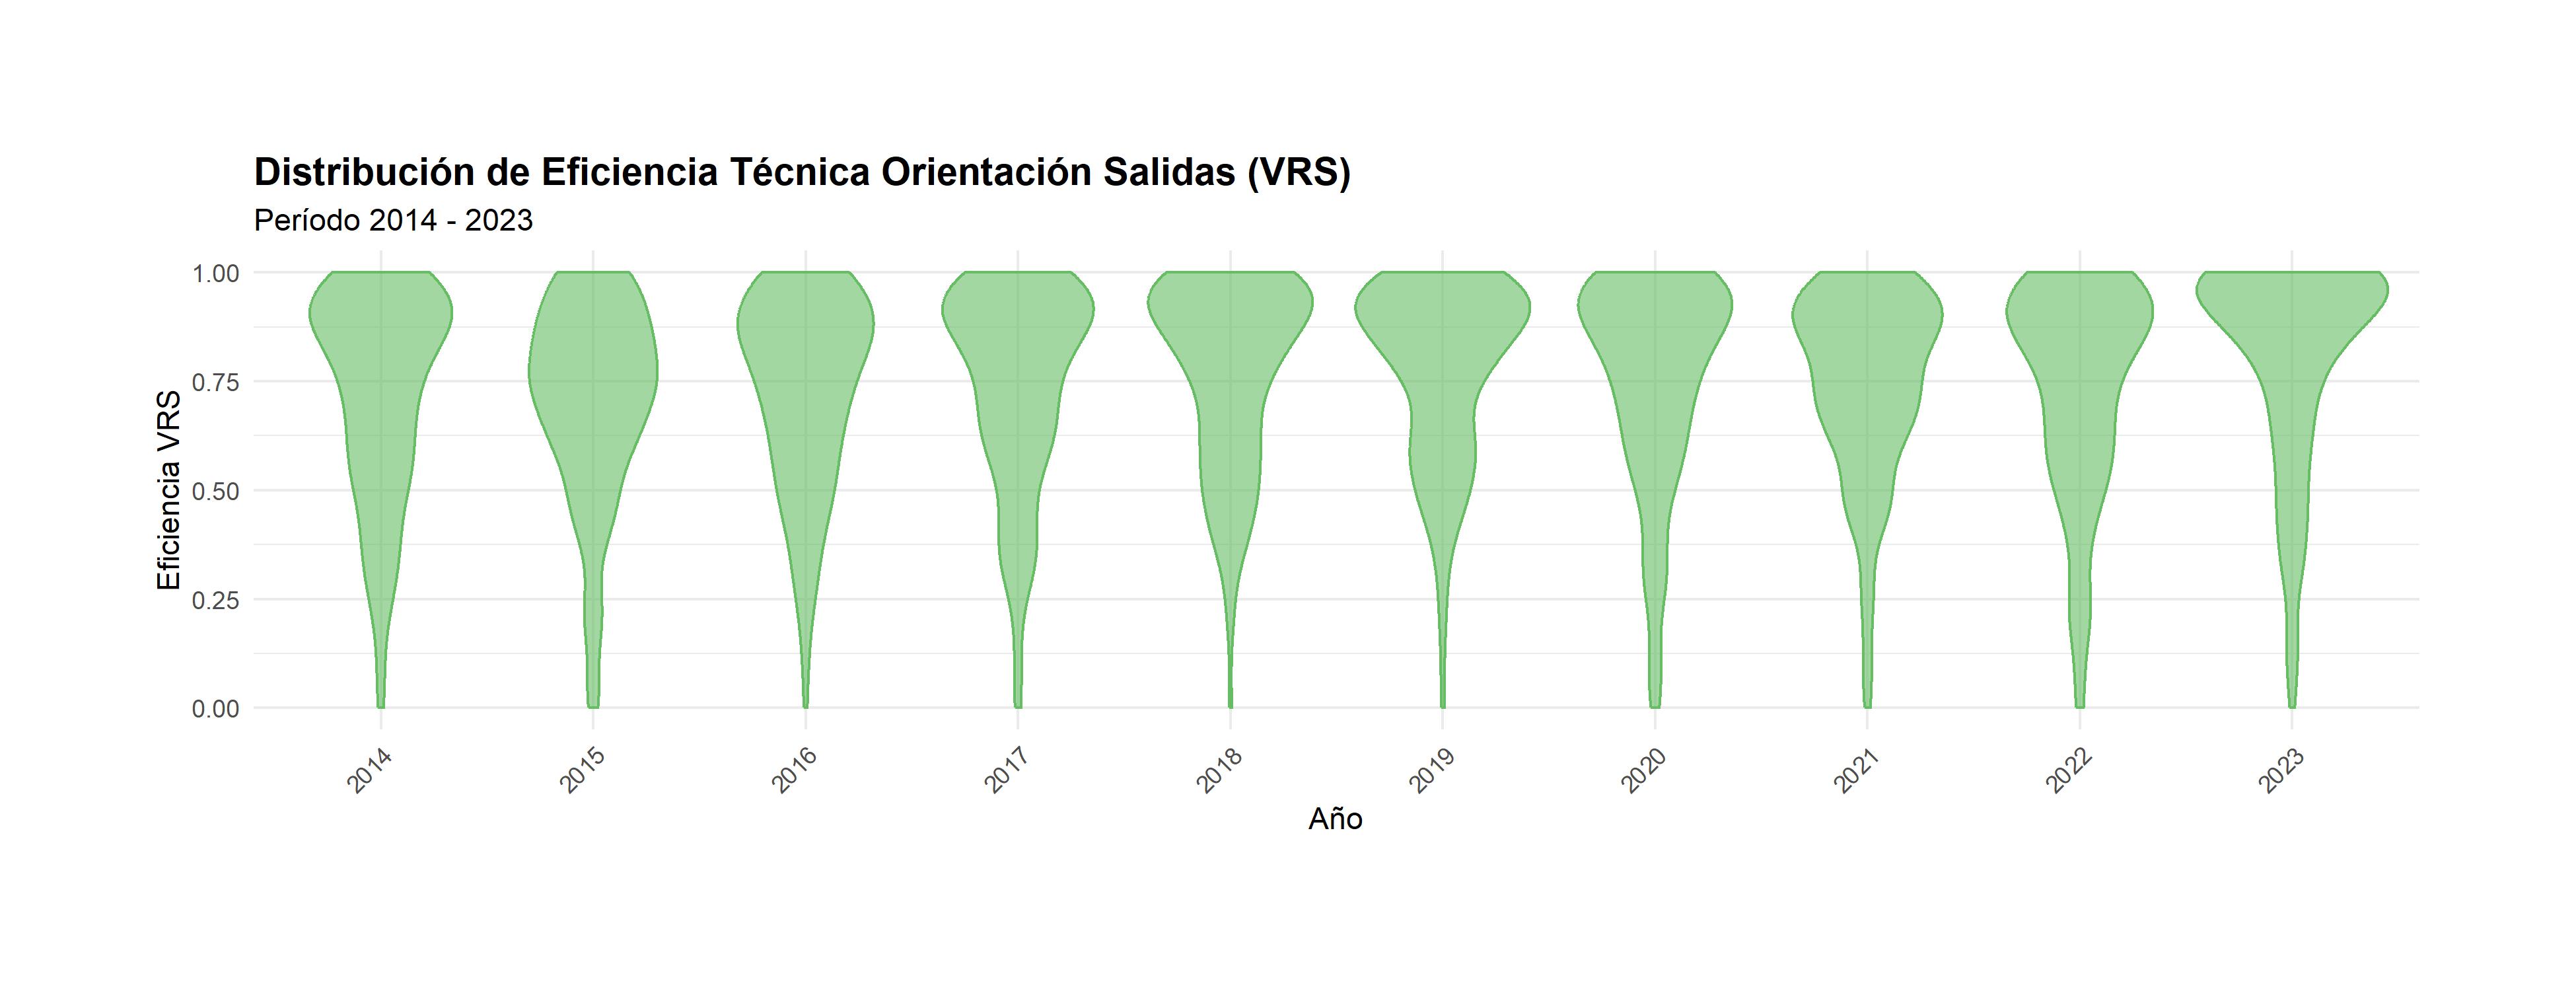 Distribución de Eficiencia Técnica Orientación Salidas (VRS)
Período 2014 - 2023
Eficiencia VRS
1.00
0.75
0.50
0.25
0.00
2014 2015 2016 2017 2018 2019 2020 2021 2022 2023
Año